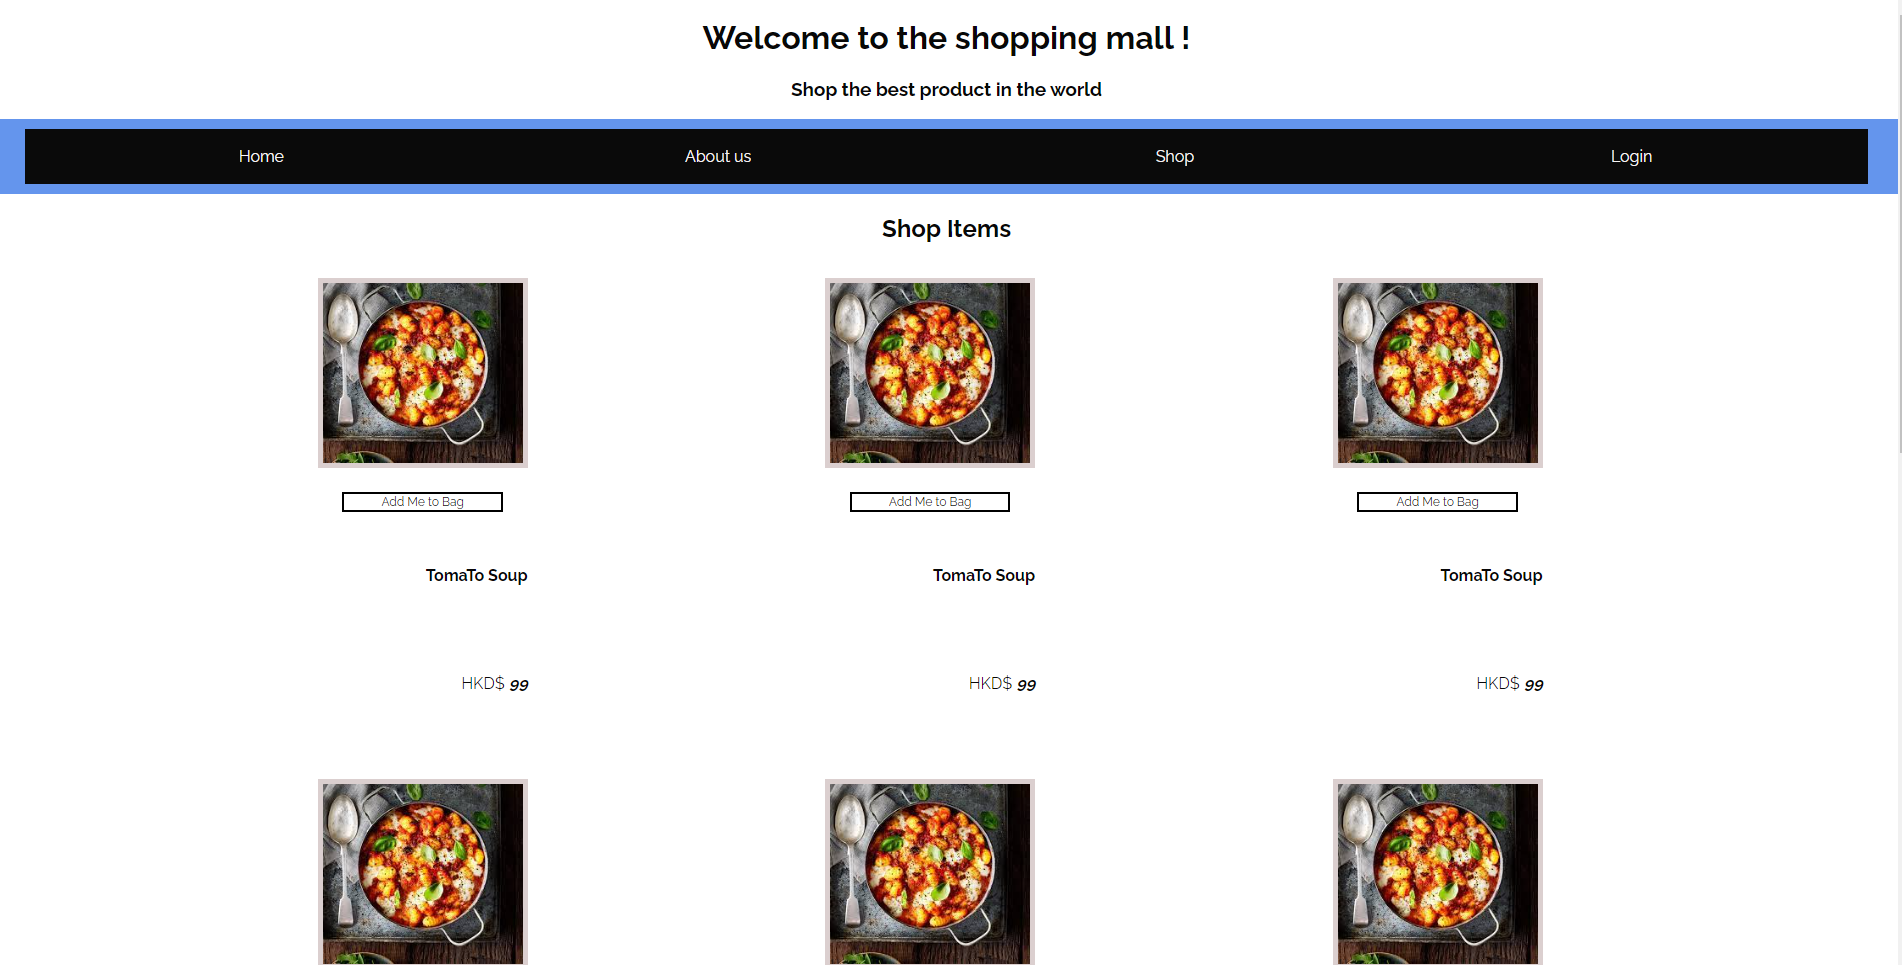 Welcome to the shopping mall !
Shop the best product in the world
Home About us Shop Login
Shop Items
Add Me to Bag Add Me to Bag Add Me to Bag
TomaTo Soup TomaTo Soup TomaTo Soup
HKD$ 99 HKD$ 99 HKD$ 99